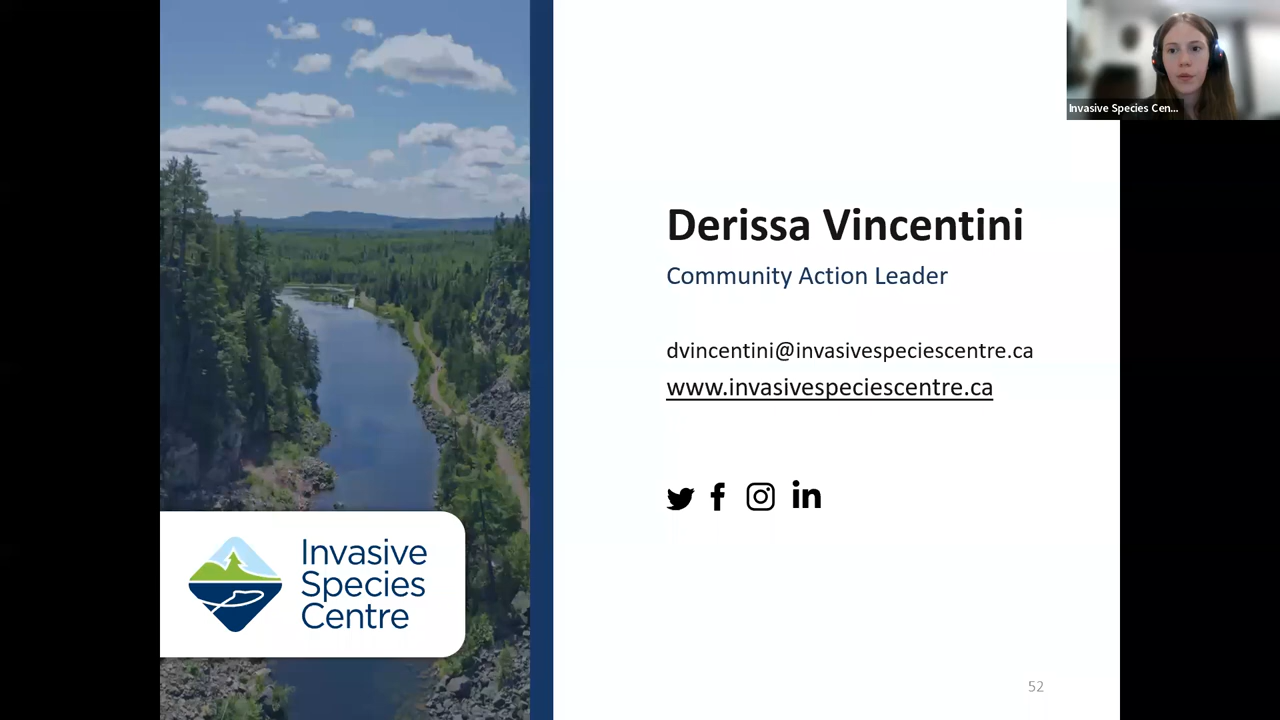 Invasive Species Cen...
Derissa Vincentini
Community Action Leader
dvincentini@invasivespeciescentre.ca
www.invasivespeciescentre.ca
Invasive
Species
Centre
52